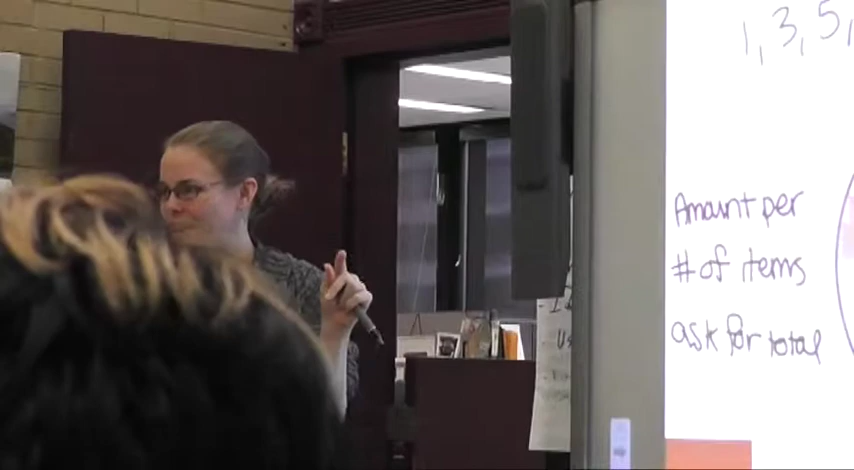 1, 3, 5,
Amount per
# of items
ask for total